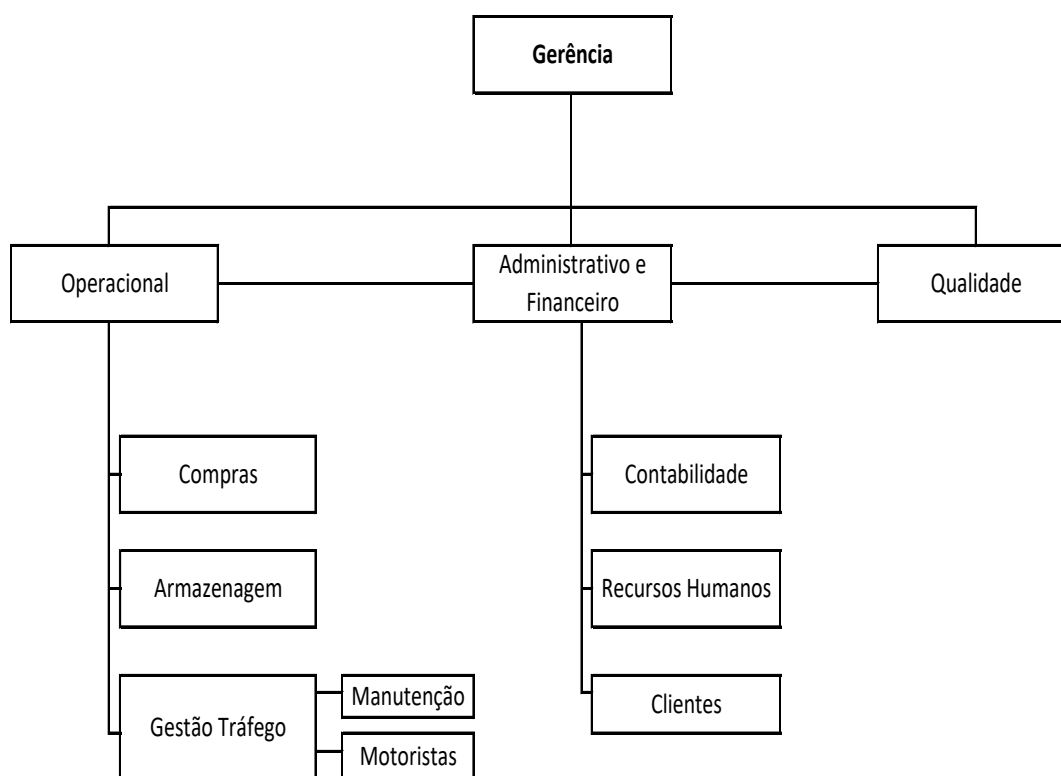 Gerência
Operacional
Administrativo e
Financeiro
Qualidade
Compras
Contabilidade
Armazenagem
Recursos Humanos
Gestão Tráfego
Manutenção
Motoristas
Clientes